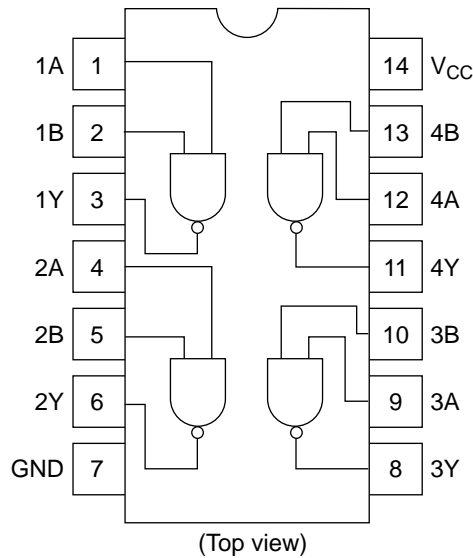 1A 1 14 VCC
1B 2 13 4B
1Y 3 12 4A
2A 4 11 4Y
2B 5 10 3B
2Y 6 9 3A
GND 7 8 3Y
(Top view)